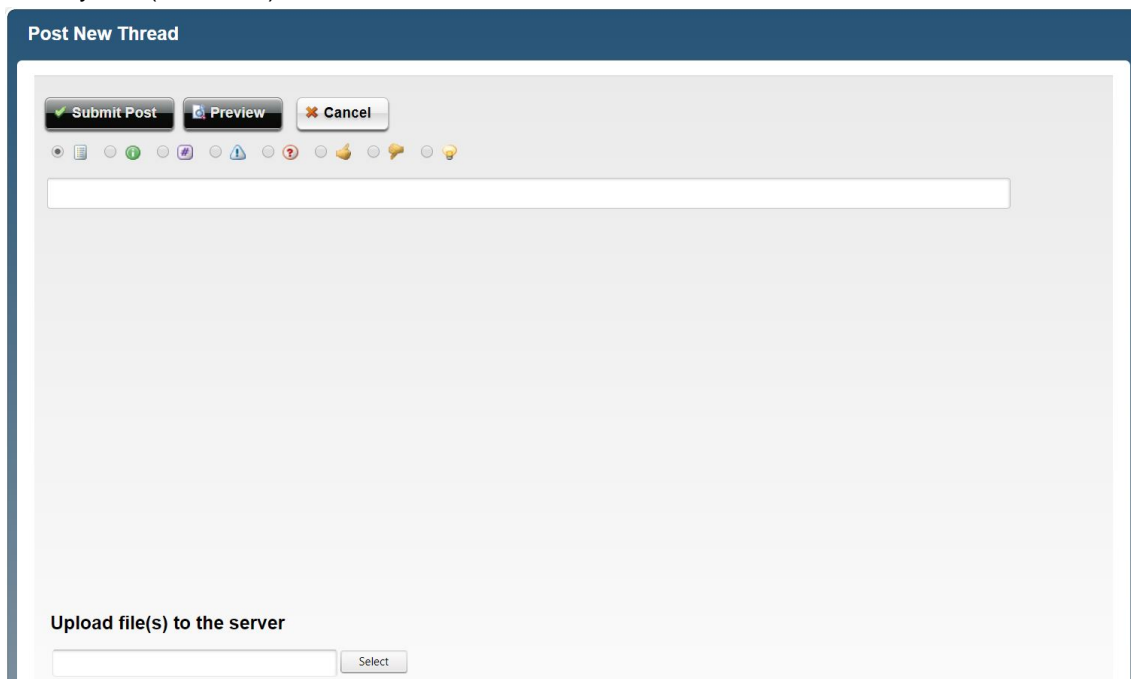 Post New Thread
Submit Post Preview Cancel
Upload file(s) to the server
Select